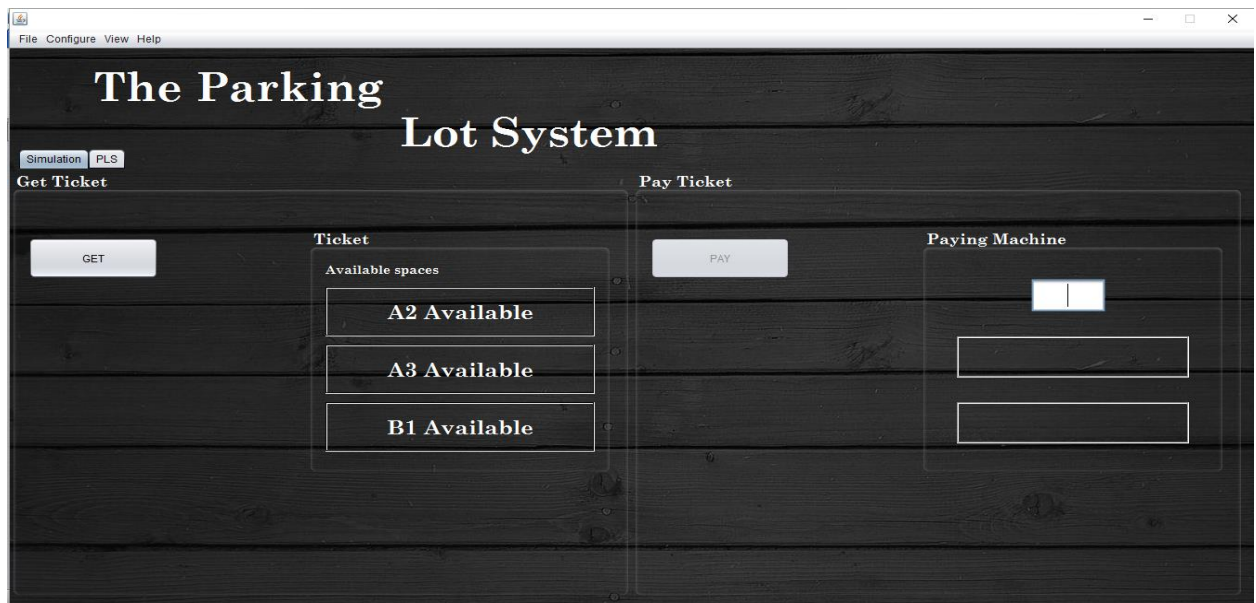 File Configure View Help
The Parking
Lot System
Simulation PLS
Get Ticket
GET
Ticket
Available spaces
A2 Available
A3 Available
B1 Available
Pay Ticket
PAY
Paying Machine